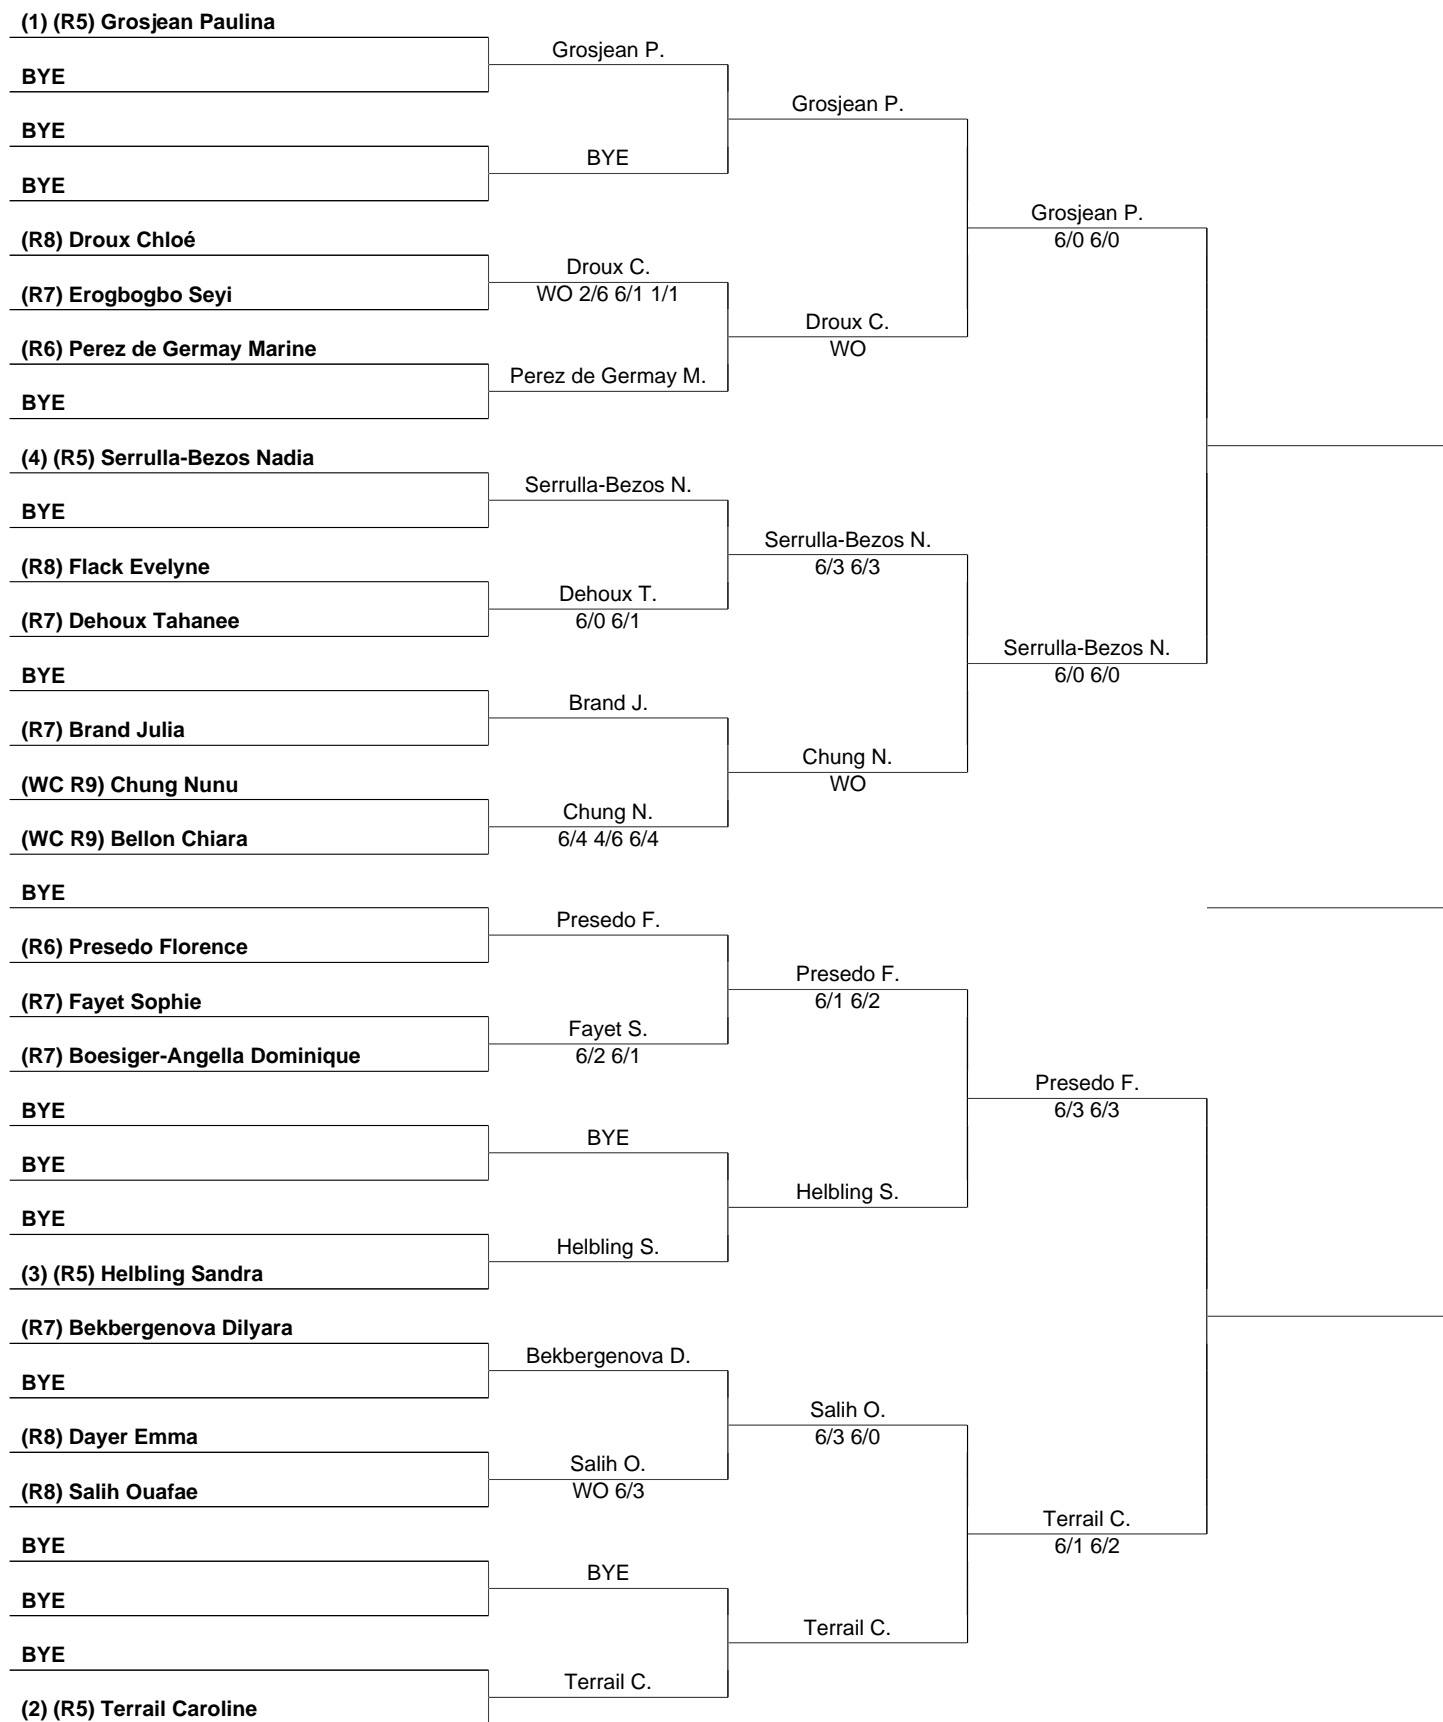 (1) (R5) Grosjean Paulina
BYE
BYE
BYE
(R8) Droux Chloé
(R7) Erogbogbo Seyi
(R6) Perez de Germay Marine
BYE
(4) (R5) Serrulla-Bezos Nadia
BYE
(R8) Flack Evelyne
(R7) Dehoux Tahanee
BYE
(R7) Brand Julia
(WC R9) Chung Nunu
(WC R9) Bellon Chiara
BYE
(R6) Presedo Florence
(R7) Fayet Sophie
(R7) Boesiger-Angella Dominique
BYE
BYE
BYE
(3) (R5) Helbling Sandra
(R7) Bekbergenova Dilyara
BYE
(R8) Dayer Emma
(R8) Salih Ouafae
BYE
BYE
BYE
(2) (R5) Terrail Caroline
Grosjean P.
BYE
Droux C.
WO 2/6 6/1 1/1
Perez de Germay M.
Serrulla-Bezos N.
Dehoux T.
6/0 6/1
Brand J.
Chung N.
6/4 4/6 6/4
Presedo F.
Fayet S.
6/2 6/1
BYE
Helbling S.
Bekbergenova D.
Salih O.
WO 6/3
BYE
Terrail C.
Grosjean P.
Droux C.
WO
Serrulla-Bezos N.
6/3 6/3
Chung N.
WO
Presedo F.
6/1 6/2
Helbling S.
Salih O.
6/3 6/0
Terrail C.
Grosjean P.
6/0 6/0
Serrulla-Bezos N.
6/0 6/0
Presedo F.
6/3 6/3
Terrail C.
6/1 6/2